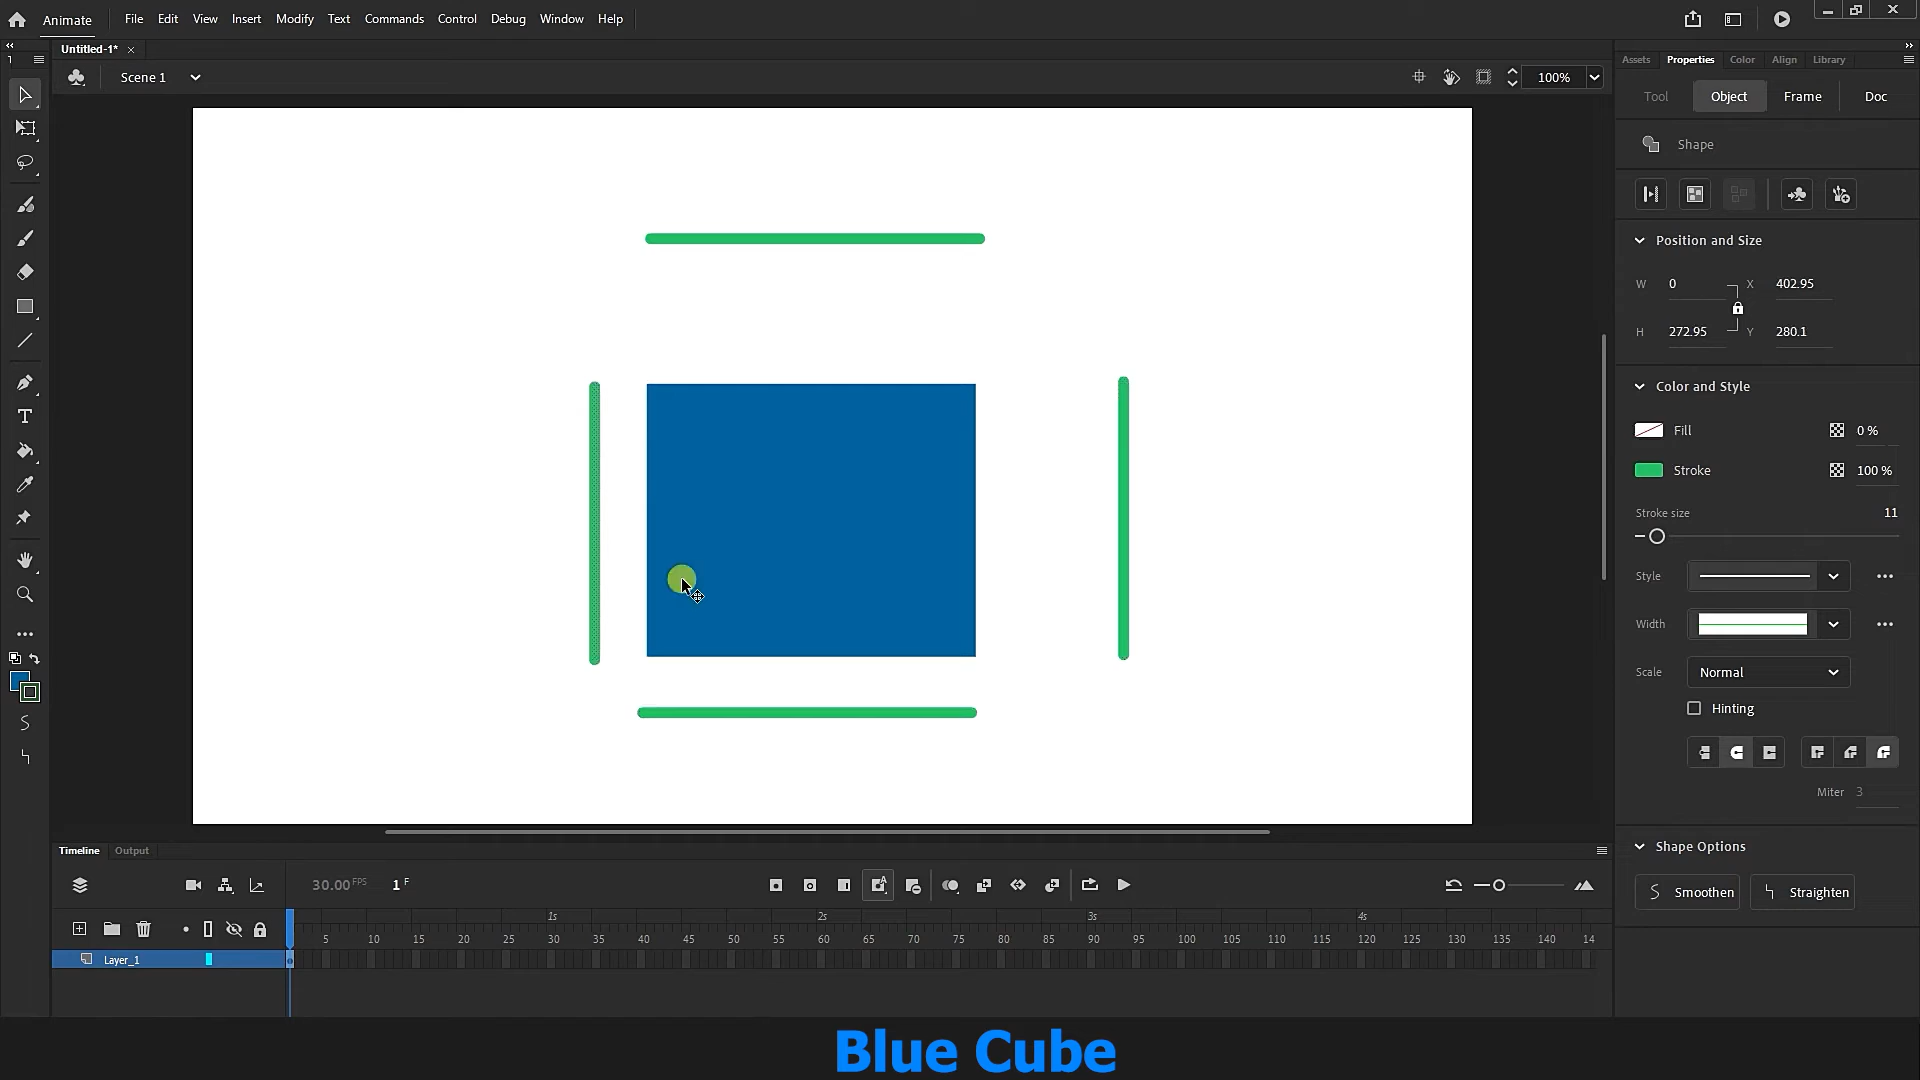 Animate File Edit View Insert Modify Text Commands Control Debug Window Help
Untitled-1*
Scene 1
100%
Assets Properties Color Align Library
Tool Object Frame Doc
Shape
Position and Size
W 0 X 402.95
H 272.95 Y 280.1
Color and Style
Fill 0 %
Stroke 100 %
Stroke size 11
Style
Width
Scale Normal
Hinting
Miter 3
Shape Options
Smoothen Straighten
Timeline Output
30.00 FPS 1 F
1s 2s 3s 4s
5 10 15 20 25 30 35 40 45 50 55 60 65 70 75 80 85 90 95 100 105 110 115 120 125 130 135 140 14
Layer_1
Blue Cube